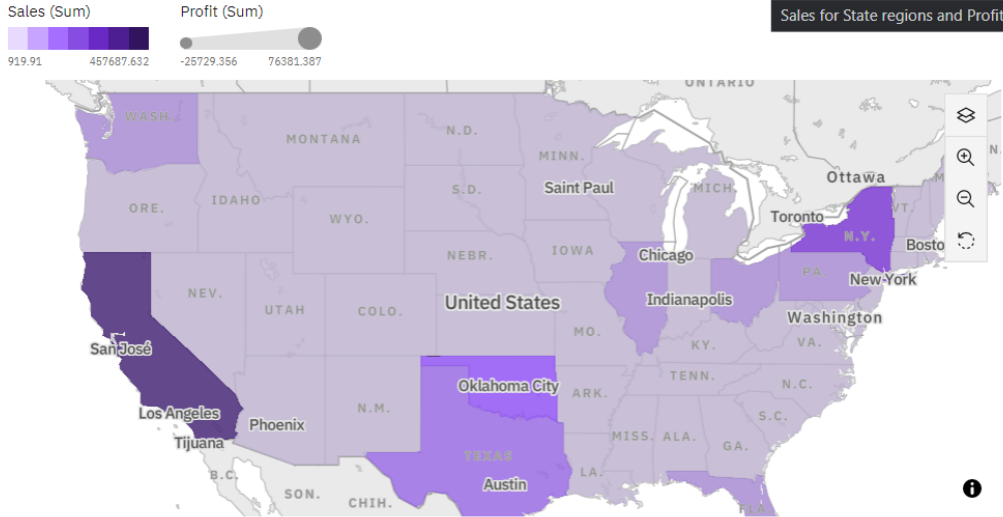 Sales (Sum)
Profit (Sum)
Sales for State regions and Profit
919.91
457687.632
-25729.356
76381.387
ONTARIO
WASH.
MONTANA
N.D.
MINN.
Ottawa
ORE.
IDAHO
S.D.
Saint Paul
MICH.
Toronto
VT.
WYO.
N.Y.
Bosto
NEBR.
IOWA
Chicago
PA.
New-York
NEV.
UTAH
COLO.
United States
Indianapolis
Washington
San José
MO.
KY.
VA.
Oklahoma City
ARK.
TENN.
N.C.
Los Angeles
Phoenix
N.M.
S.C.
Tijuana
MISS.
ALA.
GA.
TEXAS
LA.
B.C.
SON.
CHIH.
Austin
FLA.